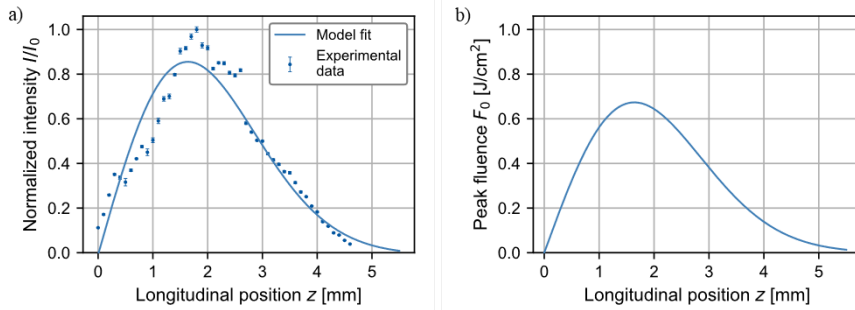 a)
Normalized intensity I/I₀
1.0
0.8
0.6
0.4
0.2
0.0
0
1
2
3
4
5
Longitudinal position z [mm]
Model fit
Experimental
data
b)
Peak fluence F₀ [J/cm²]
1.0
0.8
0.6
0.4
0.2
0.0
0
1
2
3
4
5
Longitudinal position z [mm]